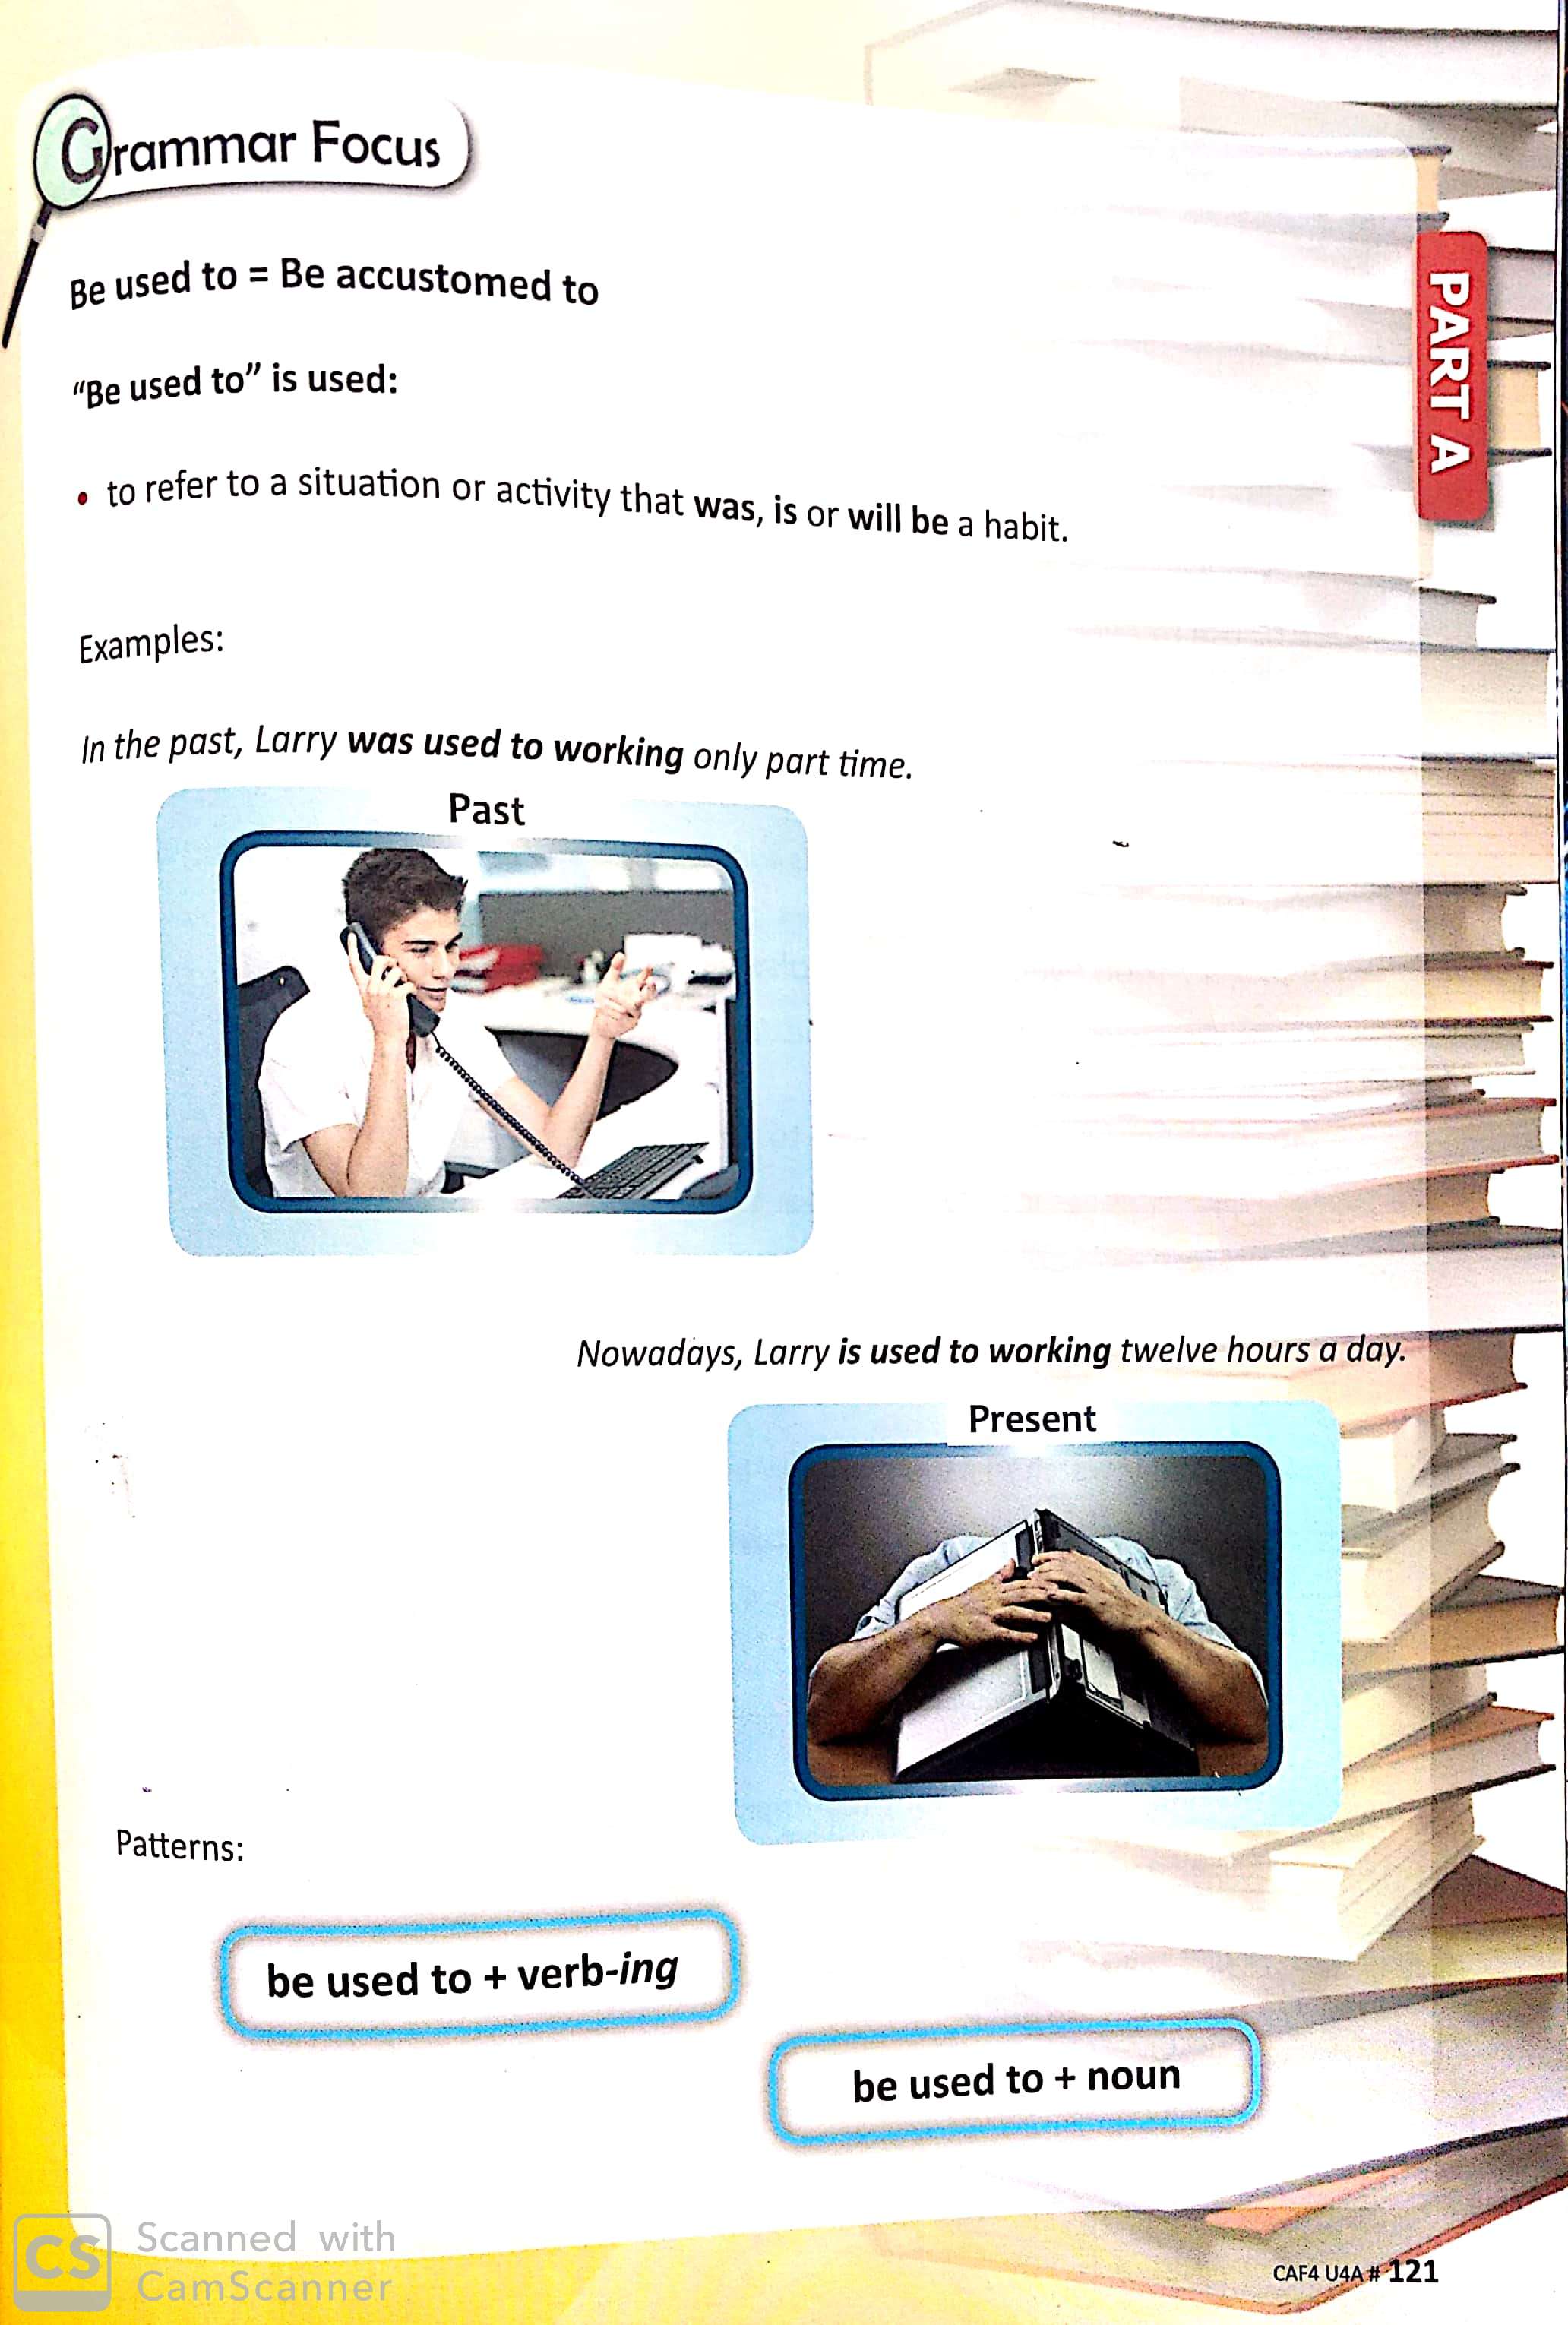 Grammar Focus
PART A
Be used to = Be accustomed to
“Be used to” is used:
• to refer to a situation or activity that was, is or will be a habit.
Examples:
In the past, Larry was used to working only part time.
Past
Nowadays, Larry is used to working twelve hours a day.
Present
Patterns:
be used to + verb-ing
be used to + noun
CS
Scanned with
CamScanner
CAF4 U4A # 121